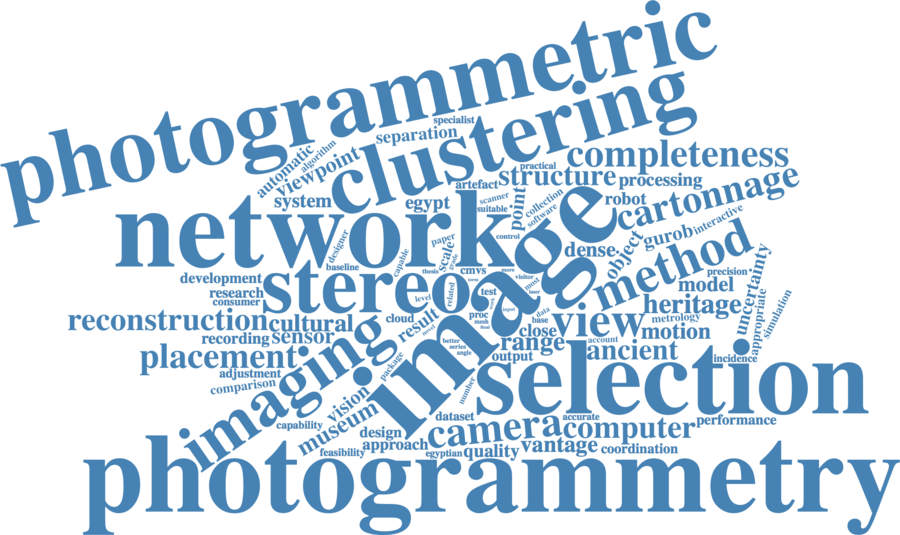 photogrammetric
clustering
specialist
separation
algorithm
automatic
viewpoint
system
practical
completeness
artefact
structure
processing
scanner
collection
software
robot
cartonnage
egypt
suitable
point
network
control
interactive
gurob
object
dense
designer
capable
paper
scale
grade
baseline
thesis
cmvs
more
visitor
method
development
stereo
term
most
laser
precision
model
uncertainty
research
consumer
level
related
test
work
input
image
heritage
appropriate
simulation
reconstruction
cultural
cloud
result
novel
proc
mesh
final
data
base
view
metrology
recording
sensor
close
account
motion
better
series
angle
range
placement
package
output
ancient
incidence
adjustment
comparison
imaging
number
selection
vision
museum
capability
dataset
accurate
performance
design
camera
computer
approach
feasibility
egyptian
quality
vantage
coordination
photogrammetry